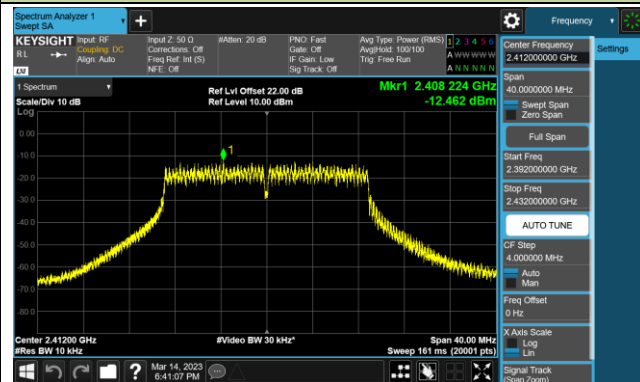 Spectrum Analyzer 1
Swept SA
+
Frequency
KEYSIGHT
RL
Input: RF
Coupling: DC
Align: Auto
Input Z: 50 Ω
Corrections: Off
Freq Ref: Int (S)
NFE: Off
#Atten: 20 dB
PNO: Fast
Gate: Off
IF Gain: Low
Sig Track: Off
Avg Type: Power (RMS)
Avg|Hold: 100/100
Trig: Free Run
1 2 3 4 5 6
A W W W W W
A N N N N N
LXI
1 Spectrum
Scale/Div 10 dB
Log
Ref Lvl Offset 22.00 dB
Ref Level 10.00 dBm
Mkr1 2.408 224 GHz
-12.462 dBm
1
0.00
-10.0
-20.0
-30.0
-40.0
-50.0
-60.0
-70.0
-80.0
Center 2.41200 GHz
#Res BW 10 kHz
#Video BW 30 kHz*
Span 40.00 MHz
Sweep 161 ms (20001 pts)
Mar 14, 2023
6:41:07 PM
?
Center Frequency
2.412000000 GHz
Settings
Span
40.0000000 MHz
Swept Span
Zero Span
Full Span
Start Freq
2.392000000 GHz
Stop Freq
2.432000000 GHz
AUTO TUNE
CF Step
4.000000 MHz
Auto
Man
Freq Offset
0 Hz
X Axis Scale
Log
Lin
Signal Track
(Span Zoom)